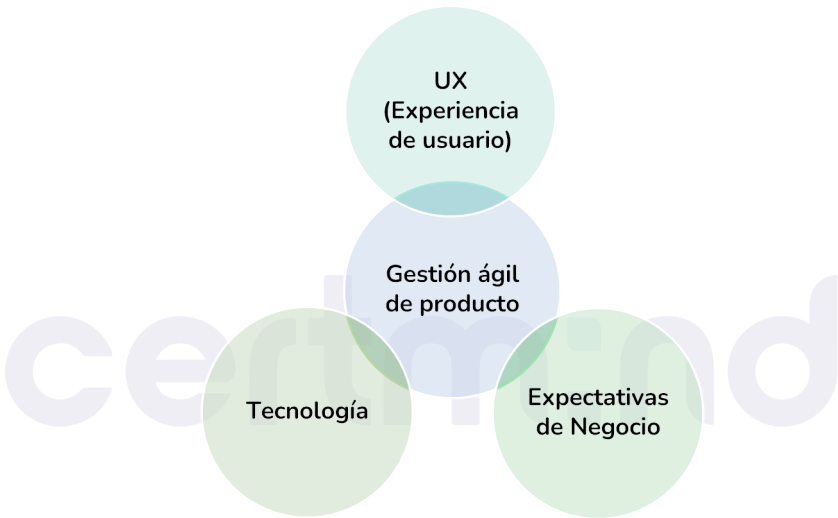 UX
(Experiencia
de usuario)
Gestión ágil
de producto
Tecnología
Expectativas
de Negocio
certmind